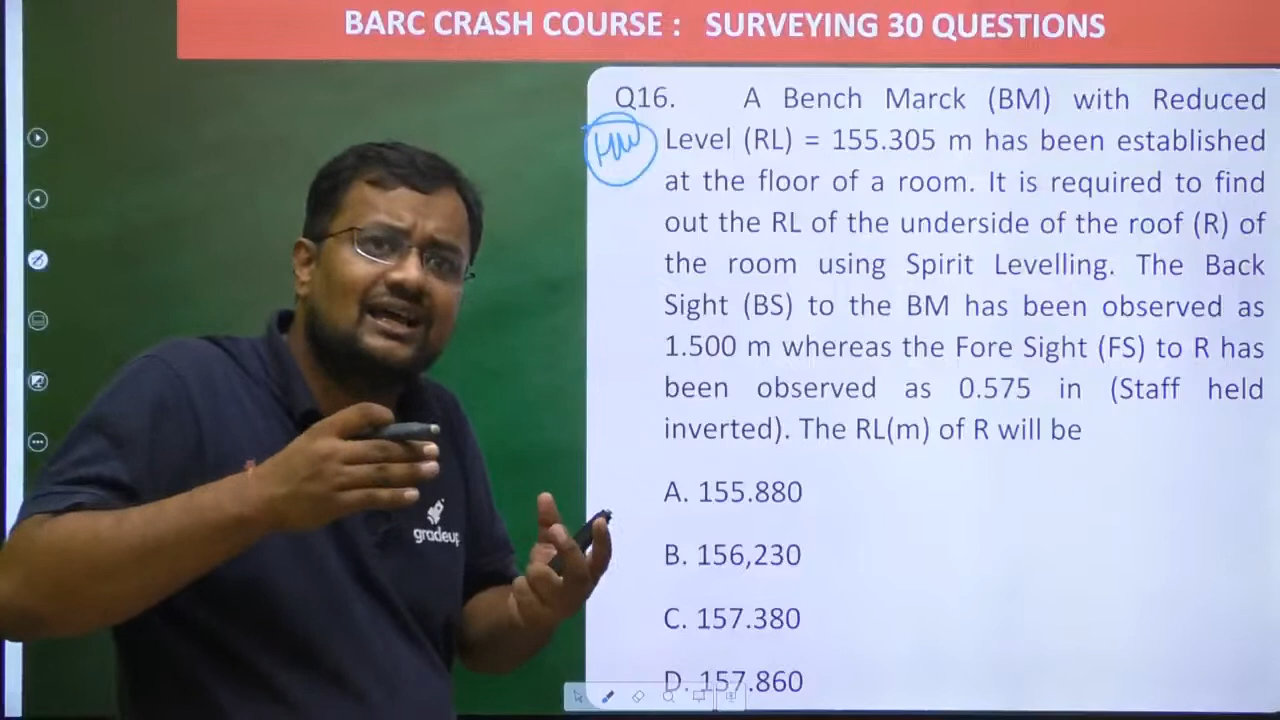 BARC CRASH COURSE : SURVEYING 30 QUESTIONS
Q16. A Bench Marck (BM) with Reduced
HW
Level (RL) = 155.305 m has been established
at the floor of a room. It is required to find
out the RL of the underside of the roof (R) of
the room using Spirit Levelling. The Back
Sight (BS) to the BM has been observed as
1.500 m whereas the Fore Sight (FS) to R has
been observed as 0.575 in (Staff held
inverted). The RL(m) of R will be
A. 155.880
B. 156,230
C. 157.380
D. 157.860
gradeup